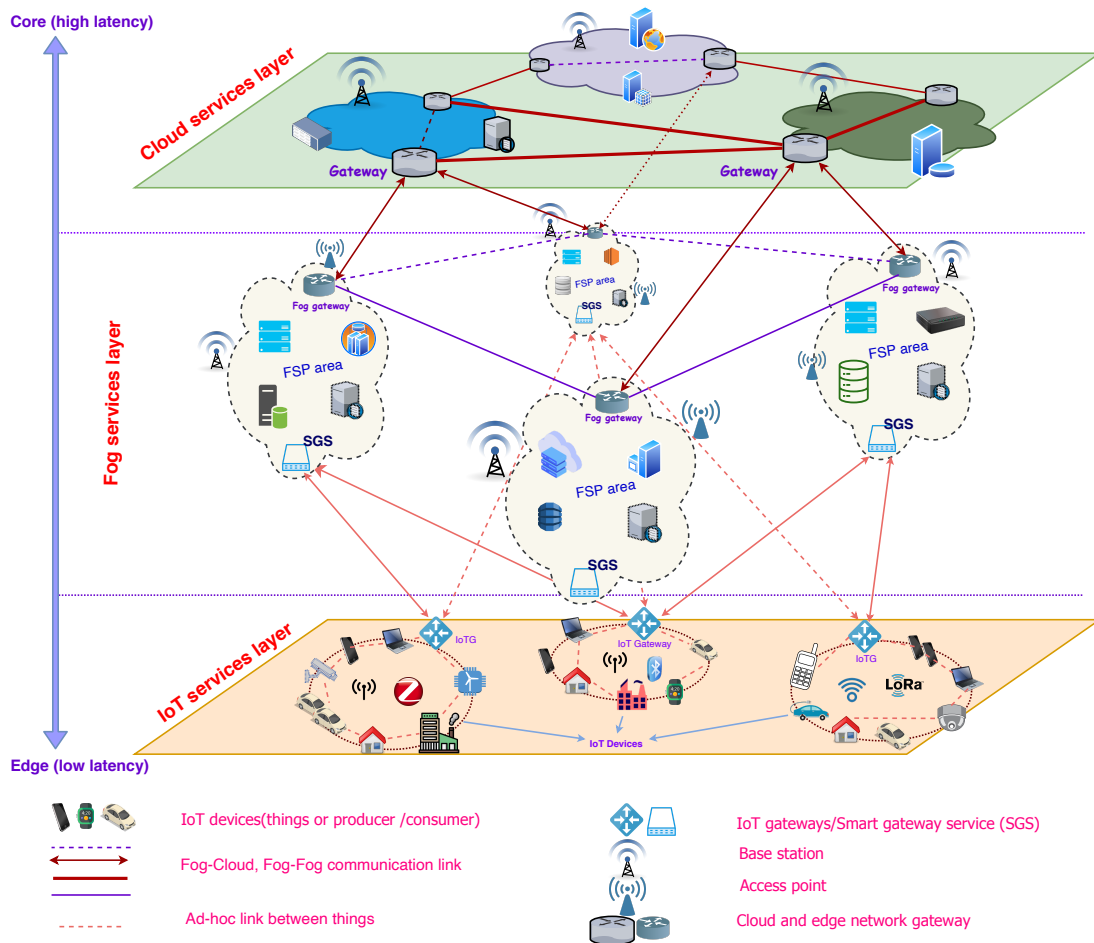 Core (high latency)
Cloud services layer
Gateway
Gateway
Fog services layer
Fog gateway
FSP area
SGS
FSP area
SGS
Fog gateway
FSP area
SGS
Fog gateway
FSP area
SGS
IoT services layer
IoTG
IoT Gateway
IoTG
Z
LoRa
IoT Devices
Edge (low latency)
IoT devices(things or producer /consumer)
Fog-Cloud, Fog-Fog communication link
Ad-hoc link between things
IoT gateways/Smart gateway service (SGS)
Base station
Access point
Cloud and edge network gateway